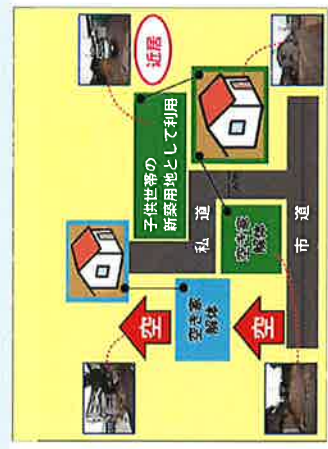 近居
子供世帯の
新築用地として利用
私道
空き家
解体
市道
空き家
解体
空
空